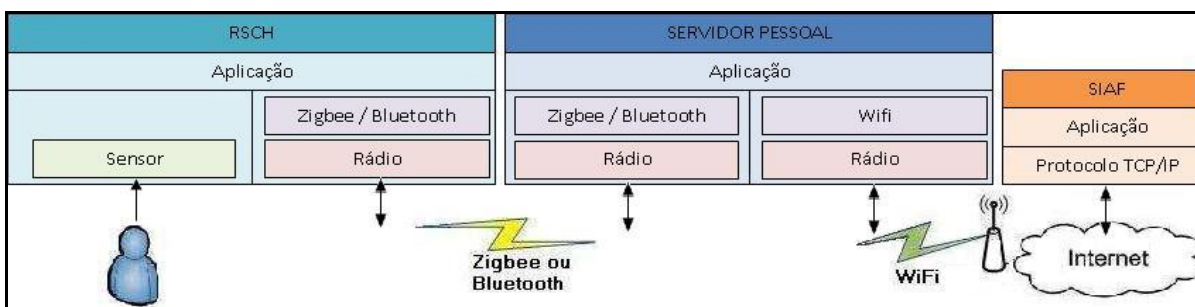 RSCH
Aplicação
Sensor
Zigbee / Bluetooth
Rádio
SERVIDOR PESSOAL
Aplicação
Zigbee / Bluetooth
Rádio
Wifi
Rádio
SIAF
Aplicação
Protocolo TCP/IP
Zigbee ou
Bluetooth
WiFi
Internet